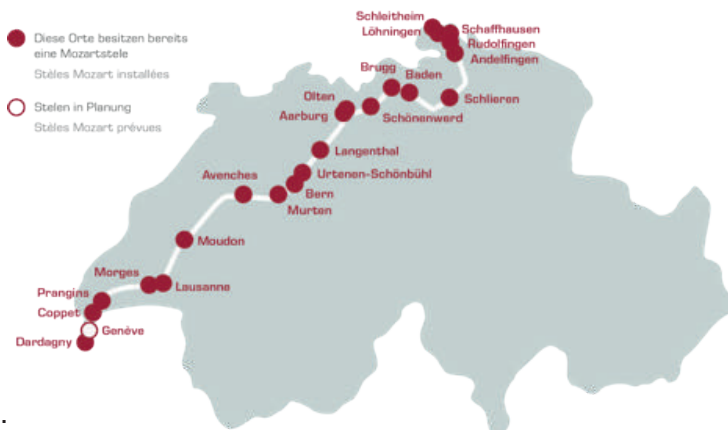 Diese Orte besitzen bereits
eine Mozartstele
Stèles Mozart installées
Stelen in Planung
Stèles Mozart prévues
Schleitheim
Löhningen
Schaffhausen
Rudolfingen
Andelfingen
Brugg
Baden
Schlieren
Olten
Aarburg
Schönenwerd
Langenthal
Urtenen-Schönbühl
Avenches
Bern
Murten
Moudon
Morges
Lausanne
Prangins
Coppet
Genève
Dardagny
.